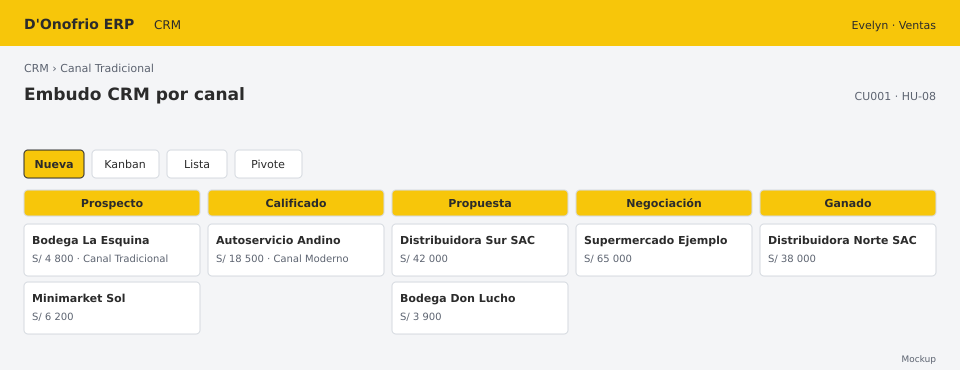 D'Onofrio ERP CRM Evelyn · Ventas
CRM › Canal Tradicional
Embudo CRM por canal CU001 · HU-08
Nueva Kanban Lista Pivote
Prospecto Calificado Propuesta Negociación Ganado
Bodega La Esquina Autoservicio Andino Distribuidora Sur SAC Supermercado Ejemplo Distribuidora Norte SAC
S/ 4 800 · Canal Tradicional S/ 18 500 · Canal Moderno S/ 42 000 S/ 65 000 S/ 38 000
Minimarket Sol Bodega Don Lucho
S/ 6 200 S/ 3 900
Mockup